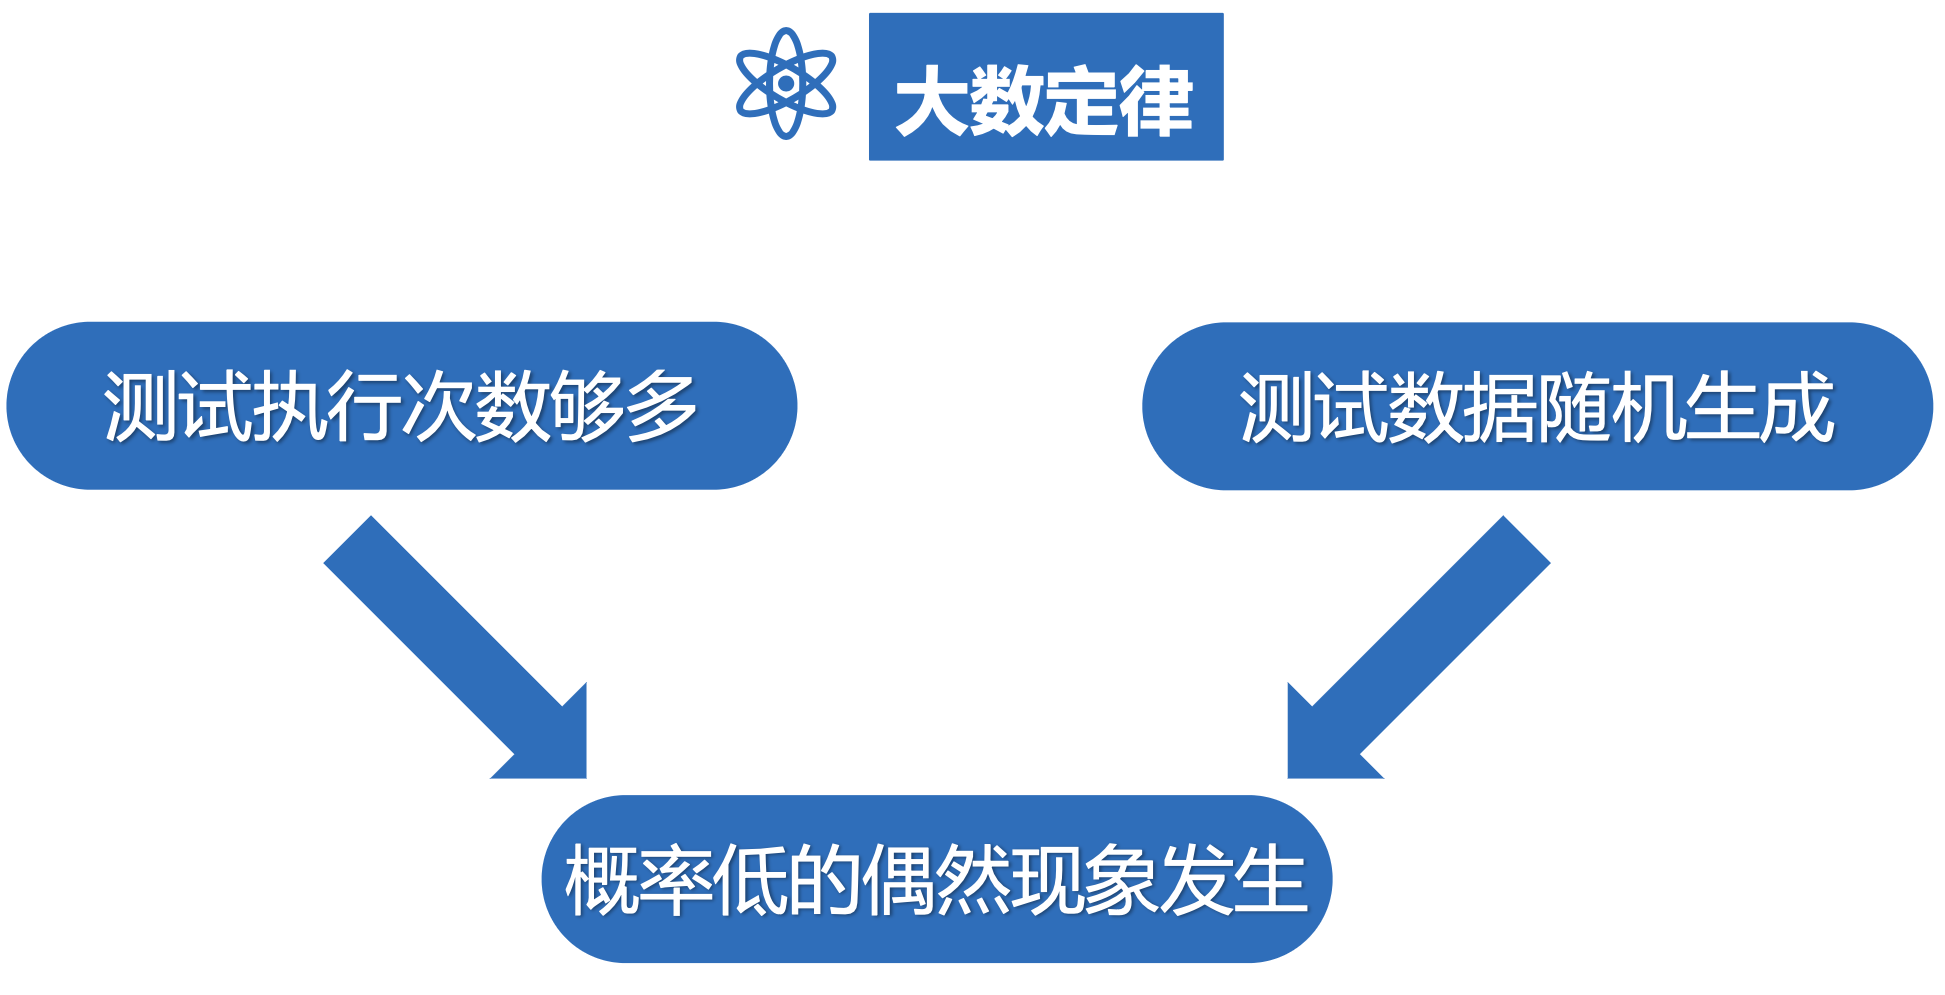 大数定律
测试执行次数够多
测试数据随机生成
概率低的偶然现象发生